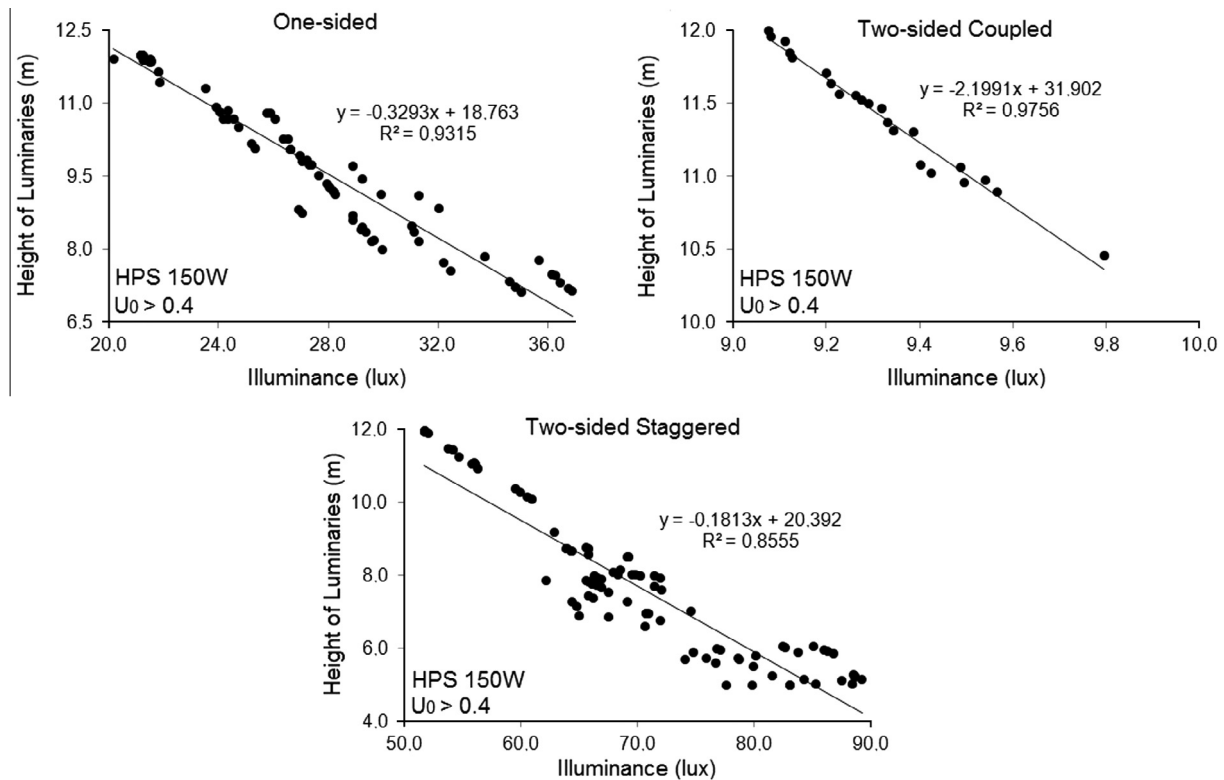 One-sided
Height of Luminaries (m)
12.5
11.0
9.5
8.0
6.5
y = -0.3293x + 18.763
R² = 0.9315
HPS 150W
U0 > 0.4
20.0 24.0 28.0 32.0 36.0
Illuminance (lux)
Two-sided Coupled
Height of Luminaries (m)
12.0
11.5
11.0
10.5
10.0
y = -2.1991x + 31.902
R² = 0.9756
HPS 150W
U0 > 0.4
9.0 9.2 9.4 9.6 9.8 10.0
Illuminance (lux)
Two-sided Staggered
Height of Luminaries (m)
12.0
10.0
8.0
6.0
4.0
y = -0.1813x + 20.392
R² = 0.8555
HPS 150W
U0 > 0.4
50.0 60.0 70.0 80.0 90.0
Illuminance (lux)